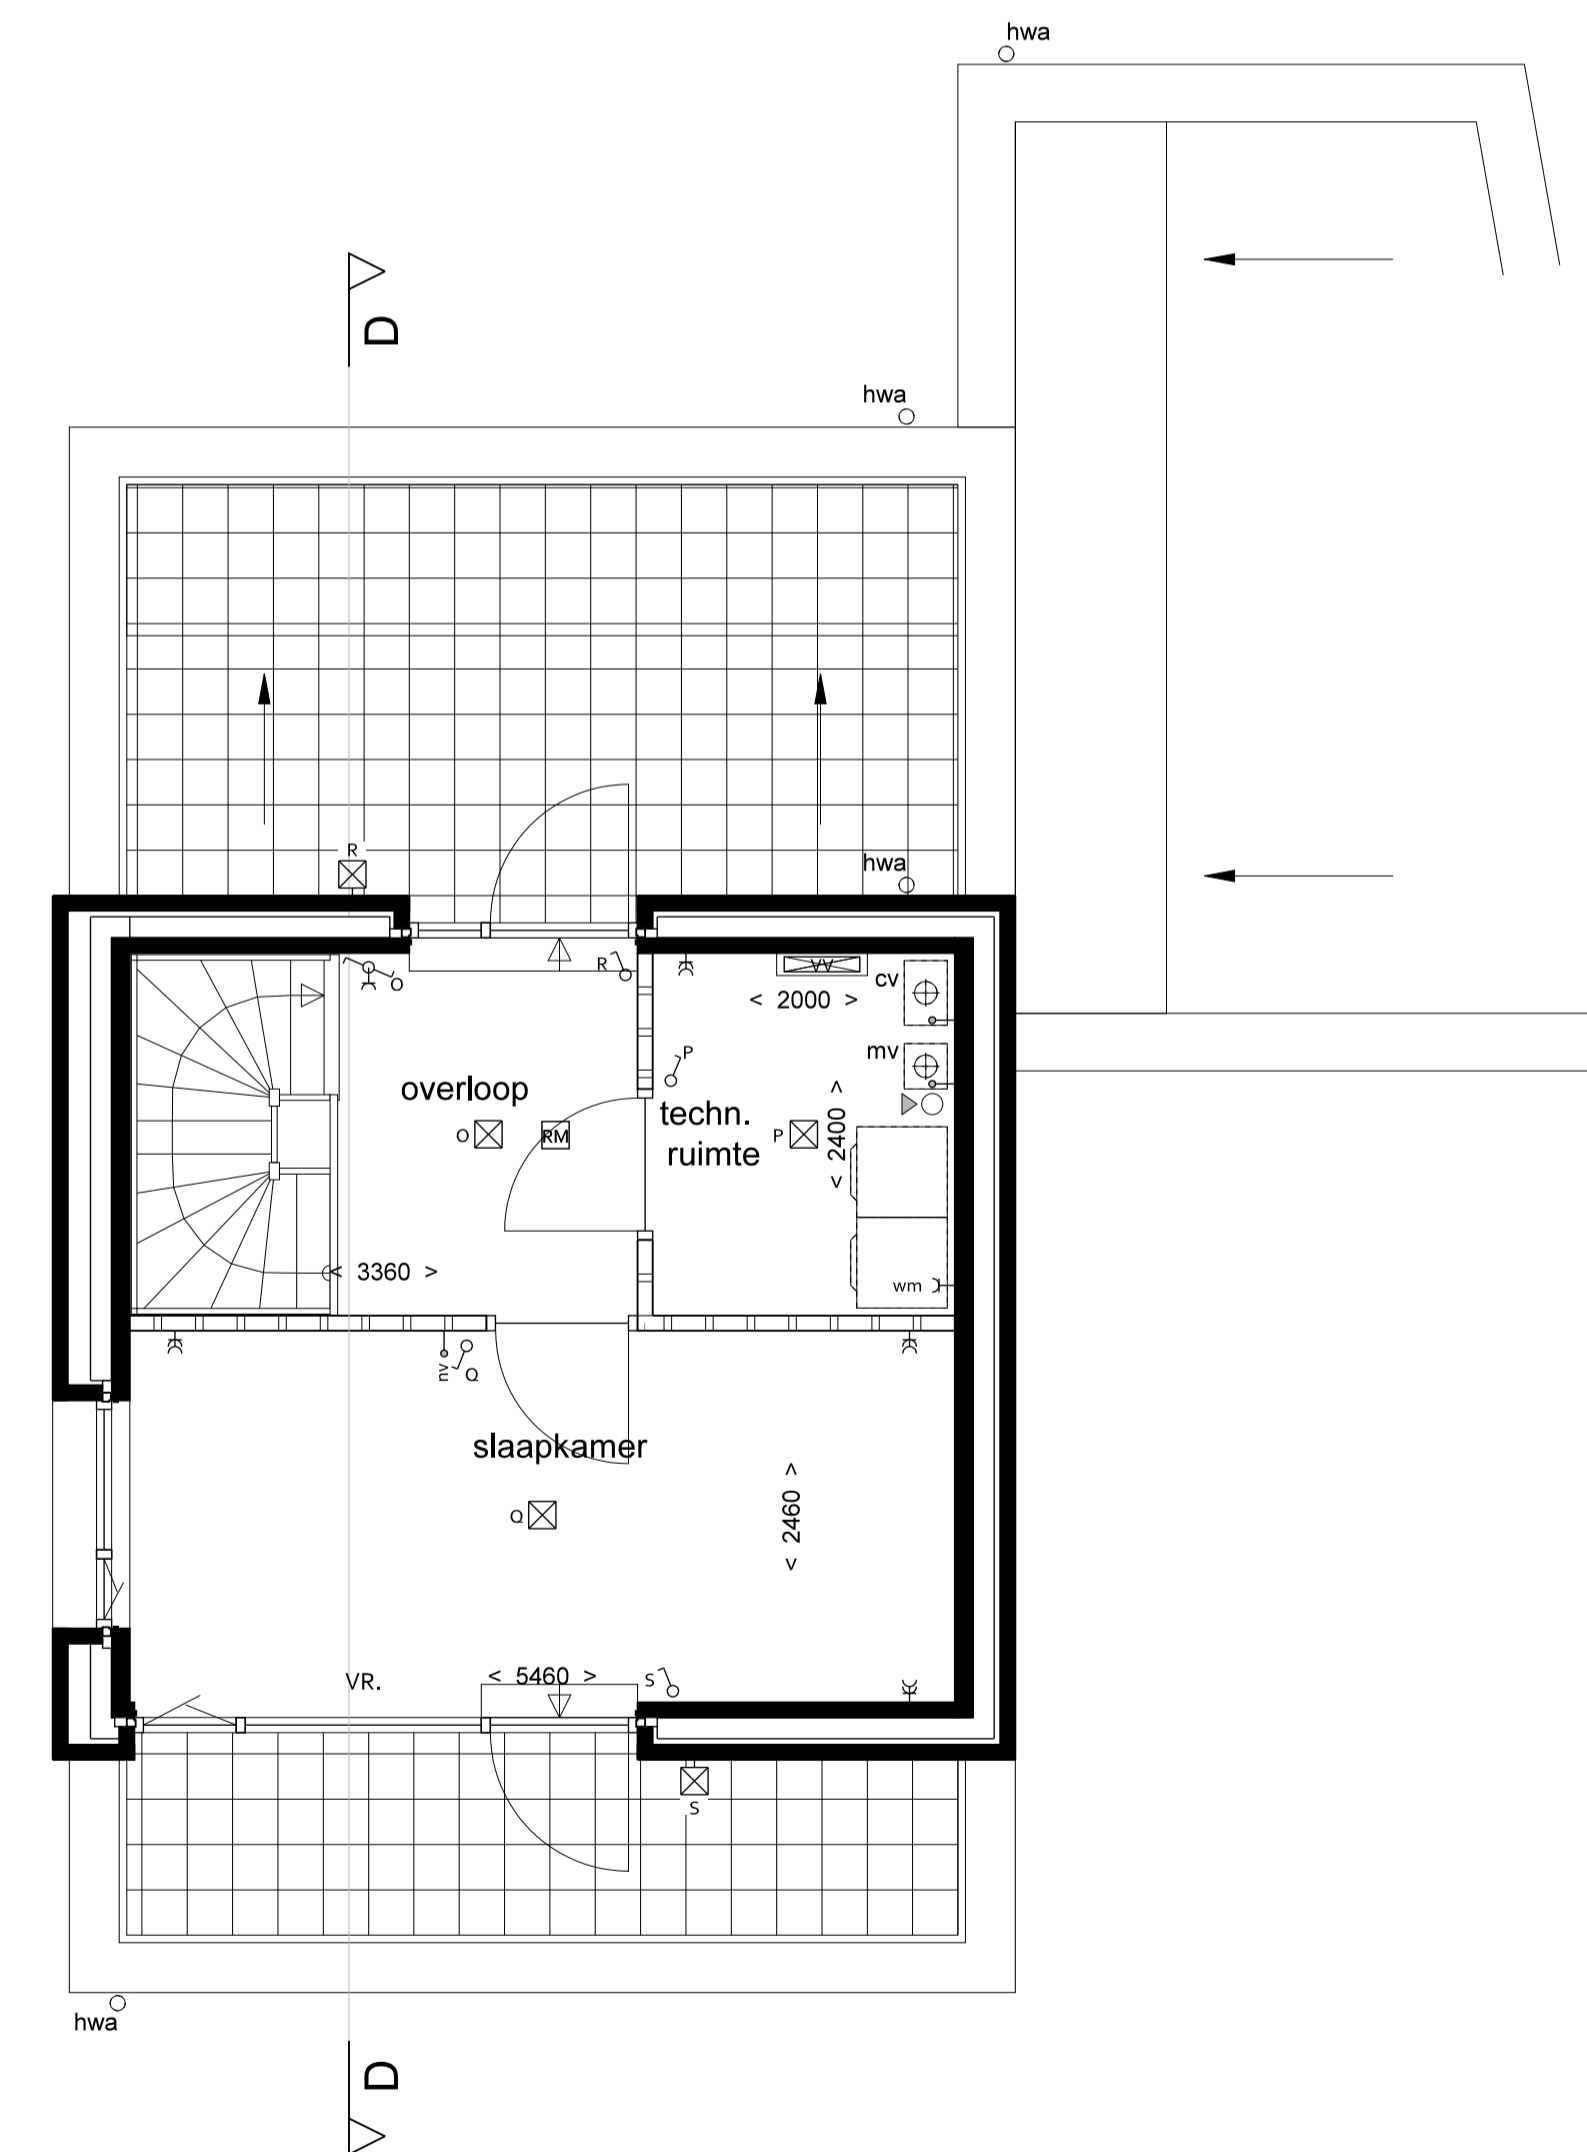 hwa
D
hwa
R
hwa
R
O
VV
cv
< 2000 >
mv
P
overloop
techn.
ruimte
O
RM
P
< 2400 >
< 3360 >
wm
nv
Q
slaapkamer
Q
< 2460 >
VR.
< 5460 >
S
S
hwa
D